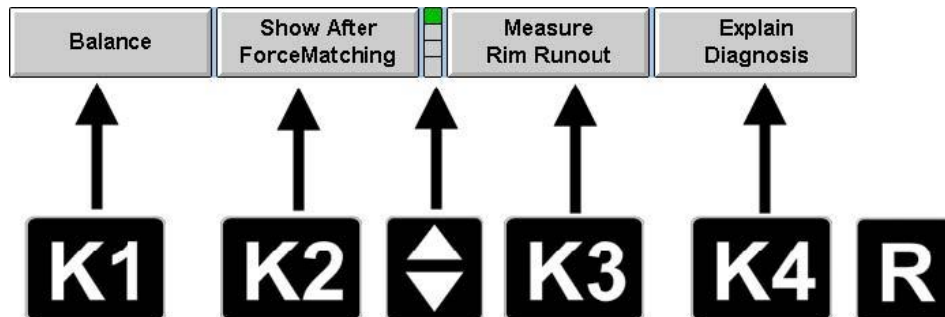 Balance
Show After
ForceMatching
Measure
Rim Runout
Explain
Diagnosis
K1
K2
K3
K4
R